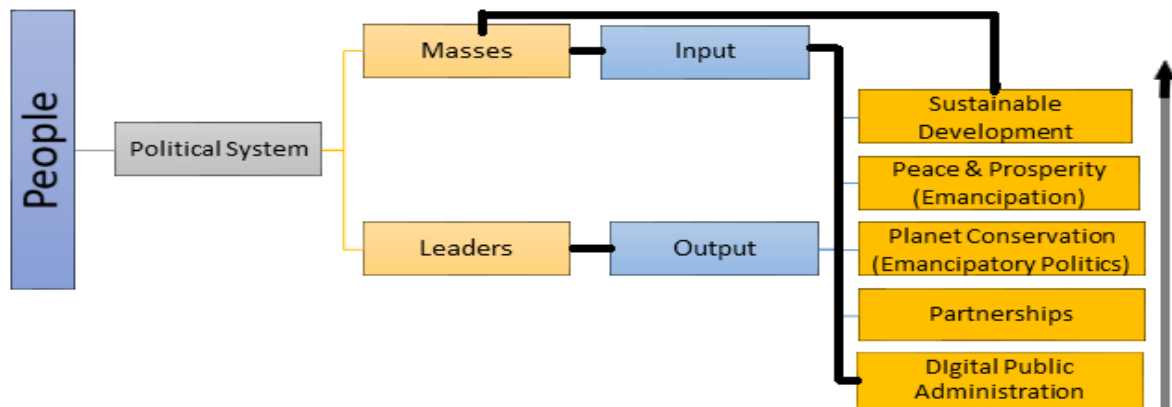 People
Political System
Masses
Input
Leaders
Output
Sustainable
Development
Peace & Prosperity
(Emancipation)
Planet Conservation
(Emancipatory Politics)
Partnerships
DIgital Public
Administration